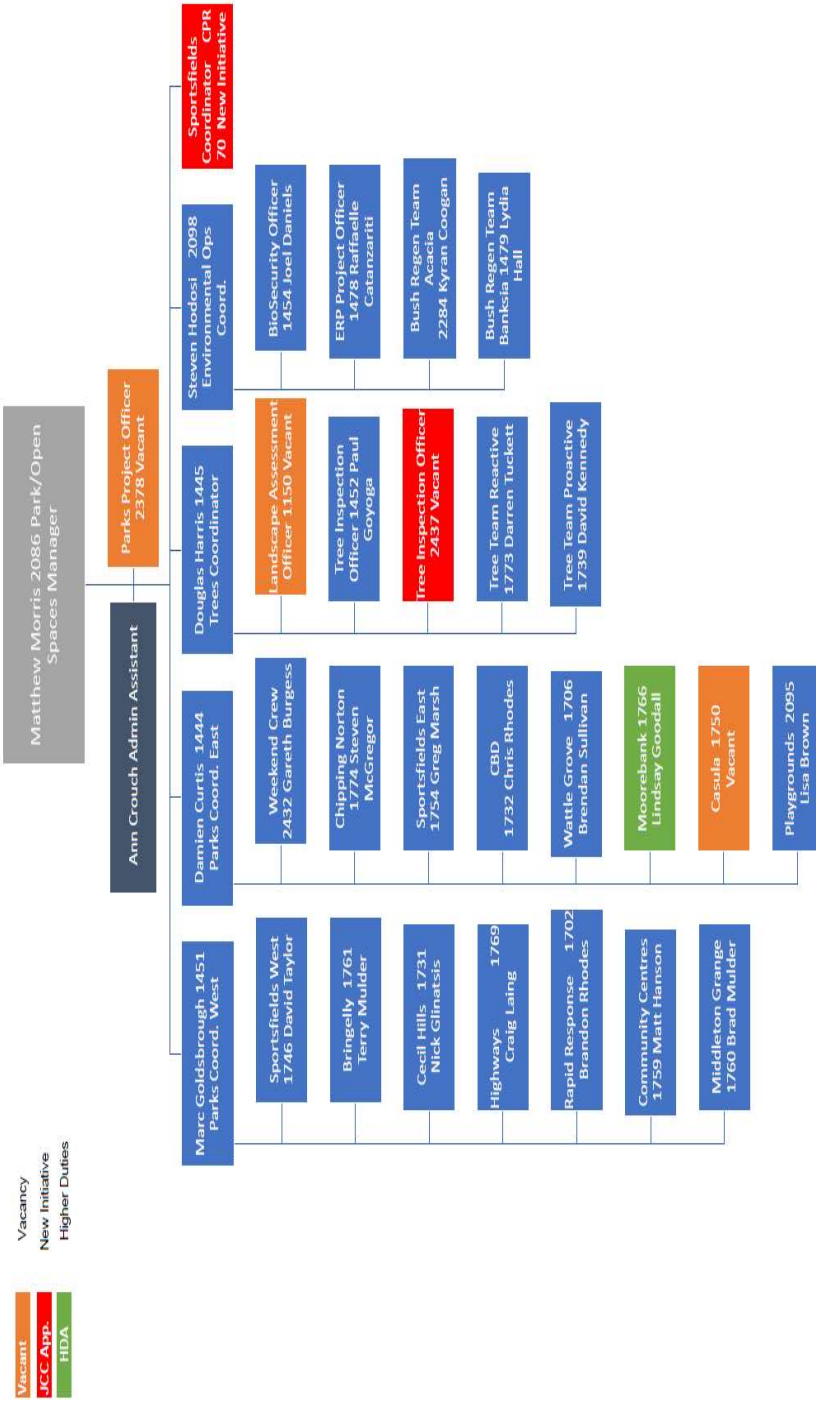 Vacant
Vacancy
JCC App.
New Initiative
HDA
Higher Duties
Matthew Morris 2086 Park/Open
Spaces Manager
Ann Crouch Admin Assistant
Parks Project Officer
2378 Vacant
Marc Goldsbrough 1451
Parks Coord. West
Sportsfields West
1746 David Taylor
Bringelly 1761
Terry Mulder
Cecil Hills 1731
Nick Glinatsis
Highways 1769
Craig Laing
Rapid Response 1702
Brandon Rhodes
Community Centres
1759 Matt Hanson
Middleton Grange
1760 Brad Mulder
Damien Curtis 1444
Parks Coord. East
Weekend Crew
2432 Gareth Burgess
Chipping Norton
1774 Steven
McGregor
Sportsfields East
1754 Greg Marsh
CBD
1732 Chris Rhodes
Wattle Grove 1706
Brendan Sullivan
Moorebank 1766
Lindsay Goodall
Casula 1750
Vacant
Playgrounds 2095
Lisa Brown
Douglas Harris 1445
Trees Coordinator
Landscape Assessment
Officer 1150 Vacant
Tree Inspection
Officer 1452 Paul
Goyoga
Tree Inspection Officer
2437 Vacant
Tree Team Reactive
1773 Darren Tuckett
Tree Team Proactive
1739 David Kennedy
Steven Hodosi 2098
Environmental Ops
Coord.
BioSecurity Officer
1454 Joel Daniels
ERP Project Officer
1478 Raffaelle
Catanzariti
Bush Regen Team
Acacia
2284 Kyran Coogan
Bush Regen Team
Banksia 1479 Lydia
Hall
Sportsfields
Coordinator CPR
70 New Initiative